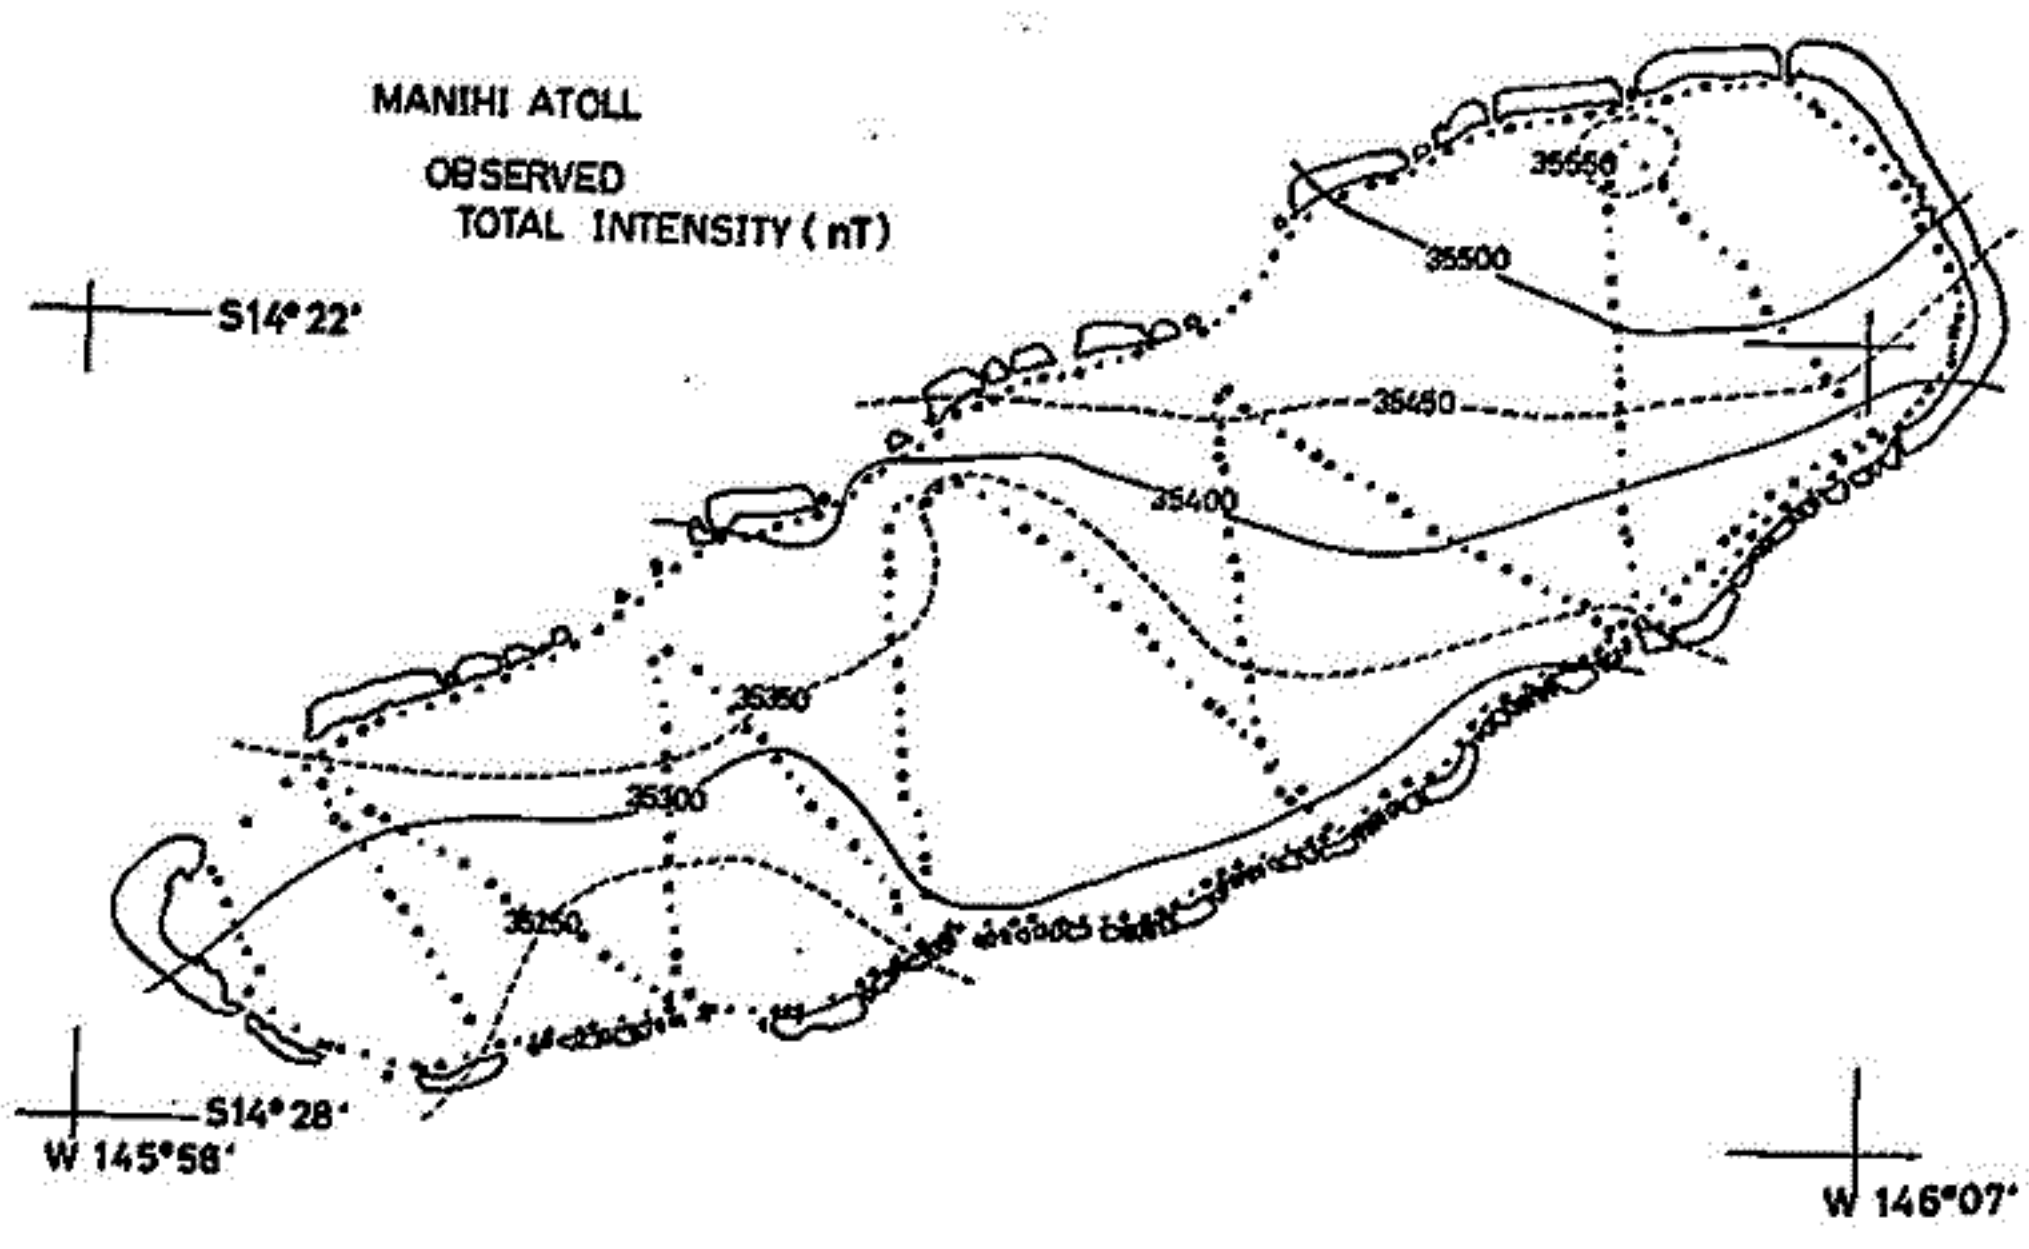 MANIHI ATOLL
OBSERVED
TOTAL INTENSITY (nT)
35550
35500
S14°22'
35450
35400
35350
35300
35250
S14°28'
W 145°58'
W 146°07'